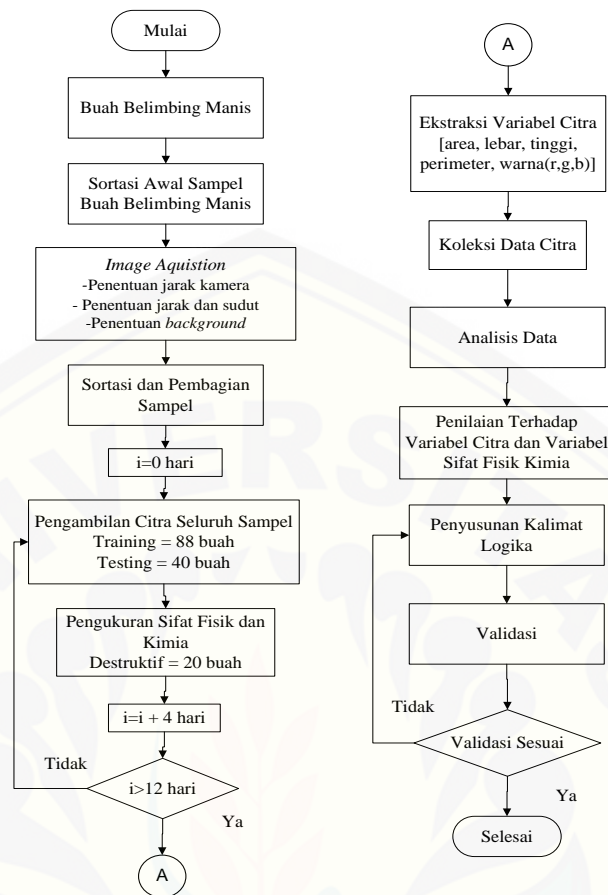 Mulai
Buah Belimbing Manis
Sortasi Awal Sampel
Buah Belimbing Manis
Image Aquistion
-Penentuan jarak kamera
- Penentuan jarak dan sudut
-Penentuan background
Sortasi dan Pembagian
Sampel
i=0 hari
Pengambilan Citra Seluruh Sampel
Training = 88 buah
Testing = 40 buah
Pengukuran Sifat Fisik dan
Kimia
Destruktif = 20 buah
i=i + 4 hari
Tidak
i>12 hari
Ya
A
A
Ekstraksi Variabel Citra
[area, lebar, tinggi,
perimeter, warna(r,g,b)]
Koleksi Data Citra
Analisis Data
Penilaian Terhadap
Variabel Citra dan Variabel
Sifat Fisik Kimia
Penyusunan Kalimat
Logika
Validasi
Tidak
Validasi Sesuai
Ya
Selesai